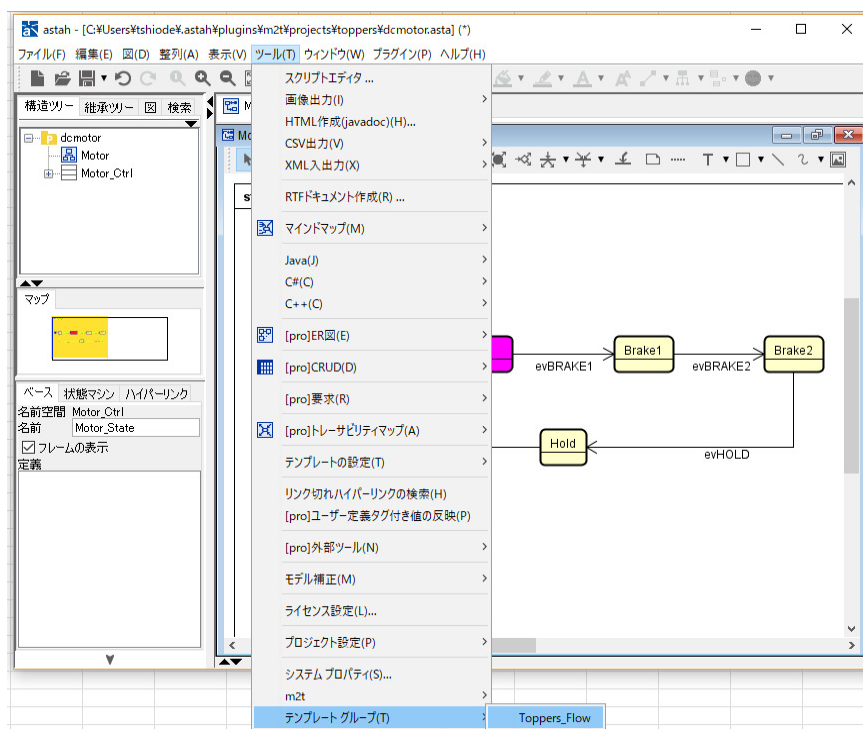 astah - [C:¥Users¥tshiode¥.astah¥plugins¥m2t¥projects¥toppers¥dcmotor.asta] (*)
ファイル(F) 編集(E) 図(D) 整列(A) 表示(V) ツール(T) ウィンドウ(W) プラグイン(P) ヘルプ(H)
構造ツリー 継承ツリー 図 検索
dcmotor
Motor
Motor_Ctrl
マップ
ベース 状態マシン ハイパーリンク
名前空間 Motor_Ctrl
名前 Motor_State
フレームの表示
定義
スクリプトエディタ ...
画像出力(I)
HTML作成(javadoc)(H)...
CSV出力(V)
XML入出力(X)
RTFドキュメント作成(R) ...
マインドマップ(M)
Java(J)
C#(C)
C++(C)
[pro]ER図(E)
[pro]CRUD(D)
[pro]要求(R)
[pro]トレーサビリティマップ(A)
テンプレートの設定(T)
リンク切れハイパーリンクの検索(H)
[pro]ユーザー定義タグ付き値の反映(P)
[pro]外部ツール(N)
モデル補正(M)
ライセンス設定(L)...
プロジェクト設定(P)
システム プロパティ(S)...
m2t
テンプレート グループ(T)
Toppers_Flow
evBRAKE1
Brake1
evBRAKE2
Brake2
Hold
evHOLD